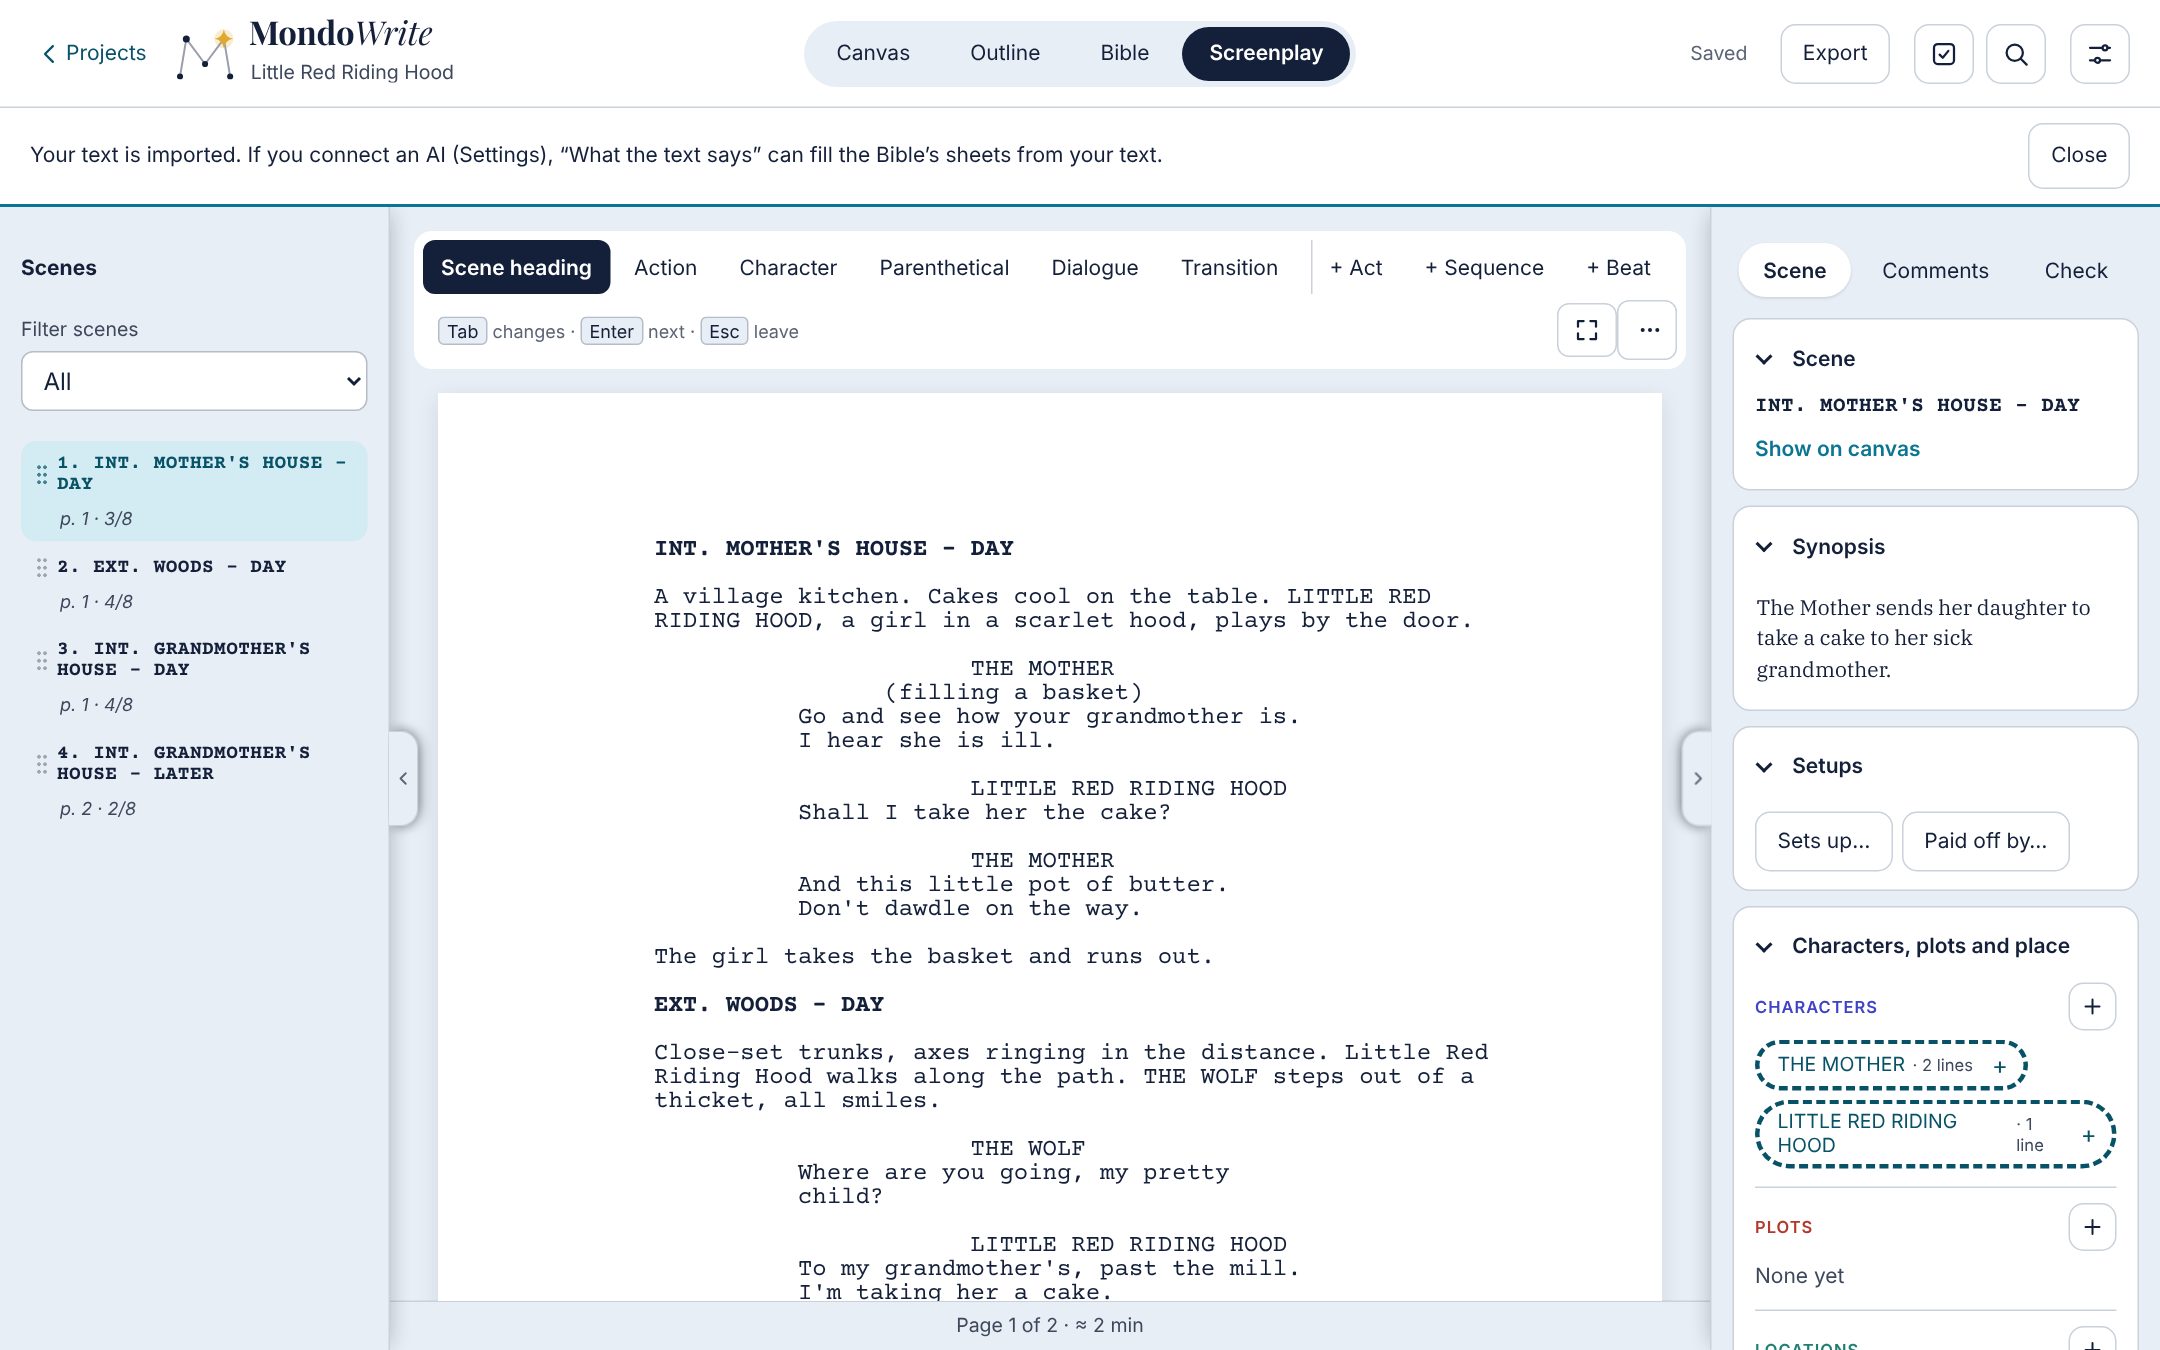 Projects
MondoWrite
Little Red Riding Hood
Canvas
Outline
Bible
Screenplay
Saved
Export
Your text is imported. If you connect an AI (Settings), “What the text says” can fill the Bible’s sheets from your text.
Close
Scenes
Filter scenes
All
1. INT. MOTHER'S HOUSE -
DAY
p. 1 · 3/8
2. EXT. WOODS - DAY
p. 1 · 4/8
3. INT. GRANDMOTHER'S
HOUSE - DAY
p. 1 · 4/8
4. INT. GRANDMOTHER'S
HOUSE - LATER
p. 2 · 2/8
Scene heading
Action
Character
Parenthetical
Dialogue
Transition
+ Act
+ Sequence
+ Beat
Tab changes · Enter next · Esc leave
INT. MOTHER'S HOUSE - DAY
A village kitchen. Cakes cool on the table. LITTLE RED
RIDING HOOD, a girl in a scarlet hood, plays by the door.
THE MOTHER
(filling a basket)
Go and see how your grandmother is.
I hear she is ill.
LITTLE RED RIDING HOOD
Shall I take her the cake?
THE MOTHER
And this little pot of butter.
Don't dawdle on the way.
The girl takes the basket and runs out.
EXT. WOODS - DAY
Close-set trunks, axes ringing in the distance. Little Red
Riding Hood walks along the path. THE WOLF steps out of a
thicket, all smiles.
THE WOLF
Where are you going, my pretty
child?
LITTLE RED RIDING HOOD
To my grandmother's, past the mill.
I'm taking her a cake.
Page 1 of 2 · ≈ 2 min
Scene
Comments
Check
Scene
INT. MOTHER'S HOUSE - DAY
Show on canvas
Synopsis
The Mother sends her daughter to
take a cake to her sick
grandmother.
Setups
Sets up...
Paid off by...
Characters, plots and place
CHARACTERS
THE MOTHER · 2 lines +
LITTLE RED RIDING
HOOD · 1
line +
PLOTS
None yet
LOCATIONS